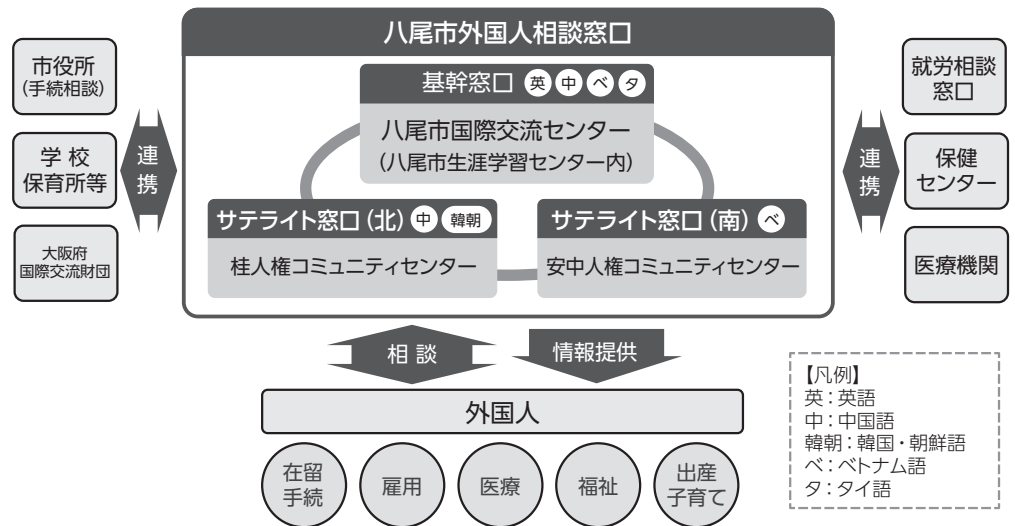 八尾市外国人相談窓口
市役所
(手続相談)
学校
保育所等
大阪府
国際交流財団
連携
基幹窓口 英 中 ベ タ
八尾市国際交流センター
(八尾市生涯学習センター内)
サテライト窓口(北) 中 韓朝
桂人権コミュニティセンター
サテライト窓口(南) ベ
安中人権コミュニティセンター
連携
就労相談
窓口
保健
センター
医療機関
相談
情報提供
外国人
在留
手続
雇用
医療
福祉
出産
子育て
【凡例】
英:英語
中:中国語
韓朝:韓国・朝鮮語
ベ:ベトナム語
タ:タイ語